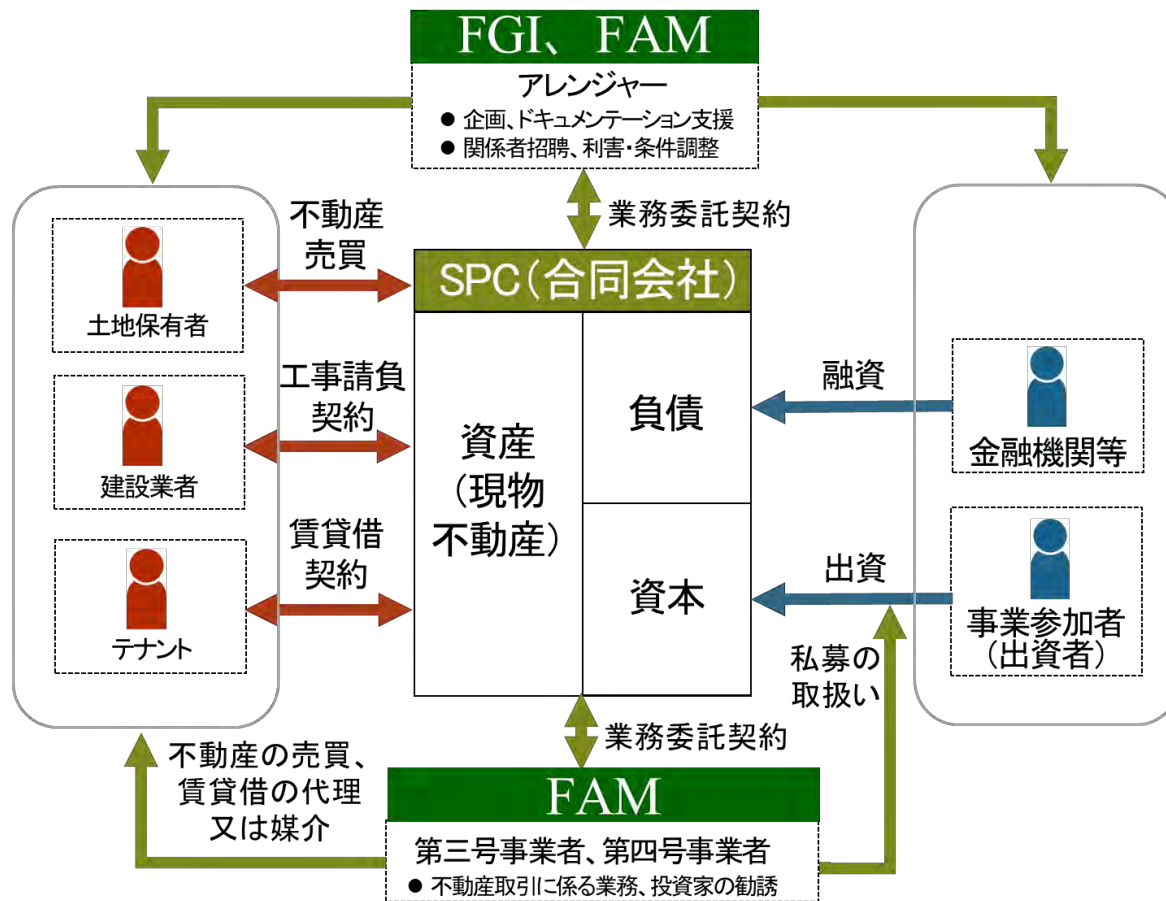 FGI、FAM
アレンジャー
● 企画、ドキュメンテーション支援
● 関係者招聘、利害・条件調整
業務委託契約
不動産
売買
土地保有者
工事請負
契約
建設業者
賃貸借
契約
テナント
SPC(合同会社)
資産
(現物
不動産)
負債
資本
融資
金融機関等
出資
事業参加者
(出資者)
私募の
取扱い
業務委託契約
不動産の売買、
賃貸借の代理
又は媒介
FAM
第三号事業者、第四号事業者
● 不動産取引に係る業務、投資家の勧誘